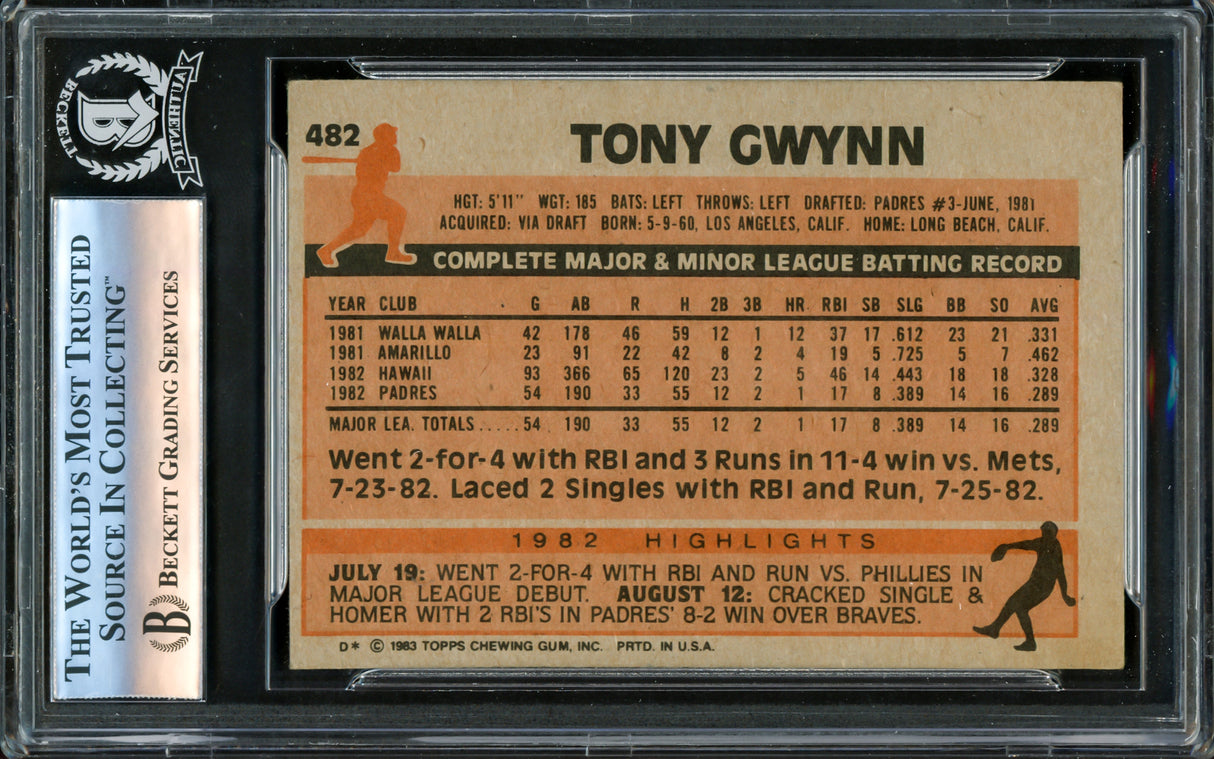 BECKETT
AUTHENTIC
B
THE WORLD'S MOST TRUSTED
SOURCE IN COLLECTING™
B BECKETT GRADING SERVICES
482
TONY GWYNN
HGT: 5'11" WGT: 185 BATS: LEFT THROWS: LEFT DRAFTED: PADRES #3-JUNE, 1981
ACQUIRED: VIA DRAFT BORN: 5-9-60, LOS ANGELES, CALIF. HOME: LONG BEACH, CALIF.
COMPLETE MAJOR & MINOR LEAGUE BATTING RECORD
YEAR CLUB G AB R H 2B 3B HR RBI SB SLG BB SO AVG
1981 WALLA WALLA 42 178 46 59 12 1 12 37 17 .612 23 21 .331
1981 AMARILLO 23 91 22 42 8 2 4 19 5 .725 5 7 .462
1982 HAWAII 93 366 65 120 23 2 5 46 14 .443 18 18 .328
1982 PADRES 54 190 33 55 12 2 1 17 8 .389 14 16 .289
MAJOR LEA. TOTALS.....54 190 33 55 12 2 1 17 8 .389 14 16 .289
Went 2-for-4 with RBI and 3 Runs in 11-4 win vs. Mets,
7-23-82. Laced 2 Singles with RBI and Run, 7-25-82.
1982 HIGHLIGHTS
JULY 19: WENT 2-FOR-4 WITH RBI AND RUN VS. PHILLIES IN
MAJOR LEAGUE DEBUT. AUGUST 12: CRACKED SINGLE &
HOMER WITH 2 RBI'S IN PADRES' 8-2 WIN OVER BRAVES.
D* © 1983 TOPPS CHEWING GUM, INC. PRTD. IN U.S.A.